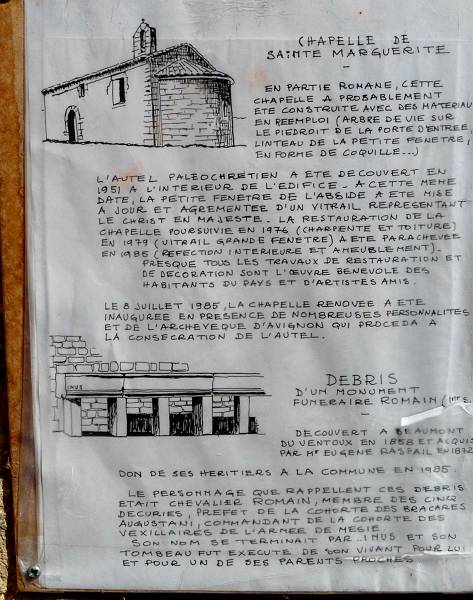 CHAPELLE DE
SAINTE MARGUERITE
EN PARTIE ROMANE, CETTE
CHAPELLE A PROBABLEMENT
ETE CONSTRUITE AVEC DES MATERIAU
EN REEMPLOI (ARBRE DE VIE SUR
LE PIEDROIT DE LA PORTE D'ENTREE,
LINTEAU DE LA PETITE FENETRE,
EN FORME DE COQUILLE...)
L'AUTEL PALEOCHRETIEN A ETE DECOUVERT EN
1951 A L'INTERIEUR DE L'EDIFICE. A CETTE MEME
DATE, LA PETITE FENETRE DE L'ABSIDE A ETE MISE
A JOUR ET AGREMENTEE D'UN VITRAIL REPRESENTANT
LE CHRIST EN MAJESTE. LA RESTAURATION DE LA
CHAPELLE POURSUIVIE EN 1976 (CHARPENTE ET TOITURE)
EN 1979 (VITRAIL GRANDE FENETRE) A ETE PARACHEVEE
EN 1985 (REFECTION INTERIEURE ET AMEUBLEMENT).
PRESQUE TOUS LES TRAVAUX DE RESTAURATION ET
DE DECORATION SONT L'ŒUVRE BENEVOLE DES
HABITANTS DU PAYS ET D'ARTISTES AMIS.
LE 8 JUILLET 1985, LA CHAPELLE RENOVEE A ETE
INAUGUREE EN PRESENCE DE NOMBREUSES PERSONNALITES
ET DE L'ARCHEVEQUE D'AVIGNON QUI PROCEDA A
LA CONSECRATION DE L'AUTEL.
INUS
DEBRIS
D'UN MONUMENT
FUNERAIRE ROMAIN
DECOUVERT A BEAUMONT
DU VENTOUX EN 1858 ET ACQUIS
PAR Mr EUGENE RASPAIL EN 1872
DON DE SES HERITIERS A LA COMMUNE EN 1985.
LE PERSONNAGE QUE RAPPELLENT CES DEBRIS
ETAIT CHEVALIER ROMAIN, MEMBRE DES CINQ
DECURIES, PREFET DE LA COHORTE DES BRACARES
AUGUSTANI, COMMANDANT DE LA COHORTE DES
VEXILLAIRES DE L'ARMEE DE MESIE.
SON NOM SE TERMINAIT PAR ..INUS ET SON
TOMBEAU FUT EXECUTE DE SON VIVANT POUR LUI
ET POUR UN DE SES PARENTS PROCHES